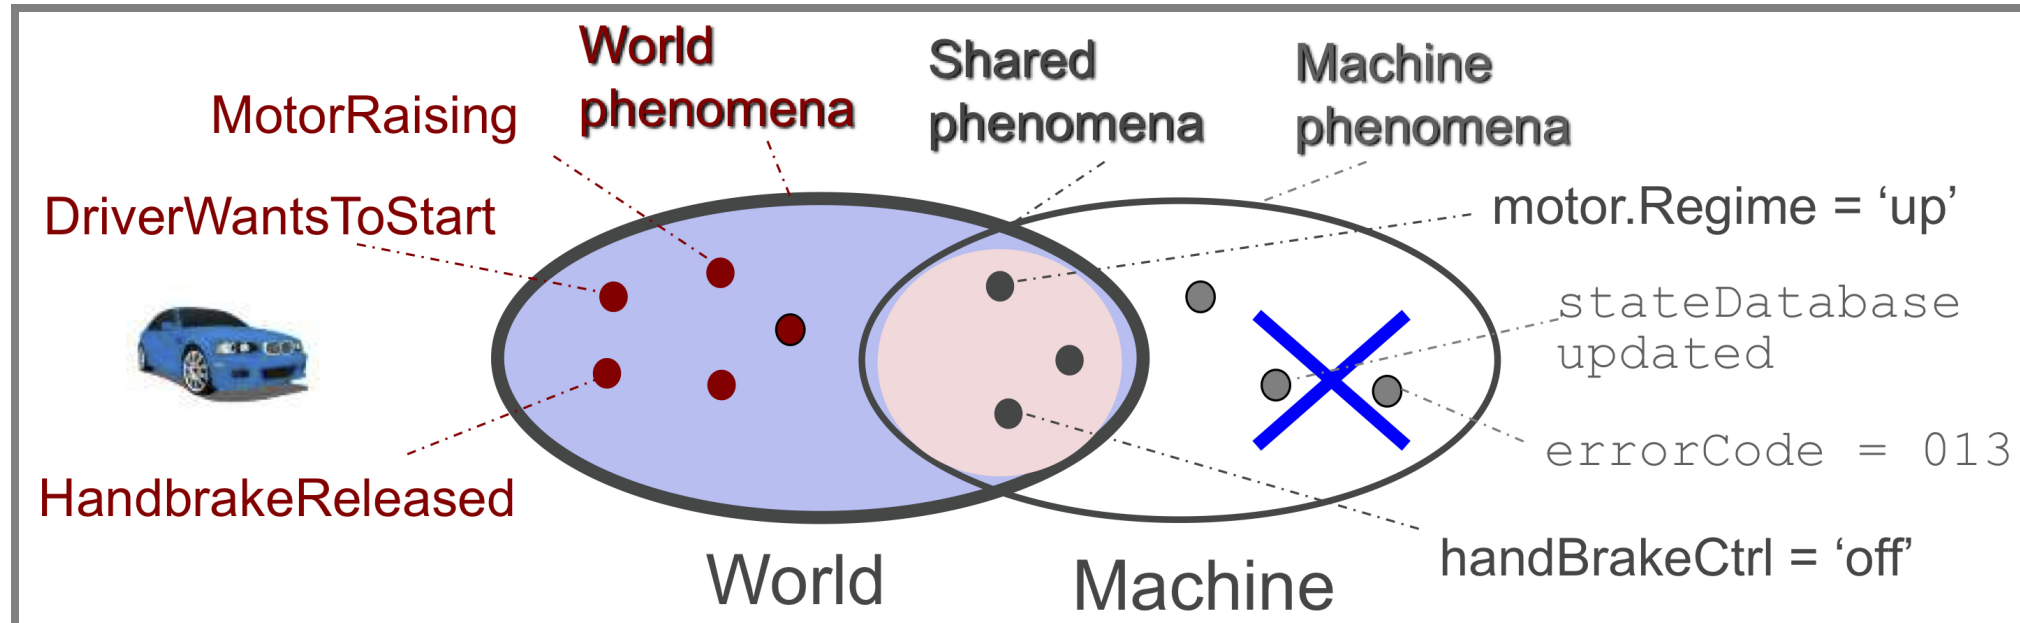 World
phenomena
Shared
phenomena
Machine
phenomena
MotorRaising
DriverWantsToStart
motor.Regime = ‘up’
stateDatabase
updated
errorCode = 013
HandbrakeReleased
handBrakeCtrl = ‘off’
World
Machine